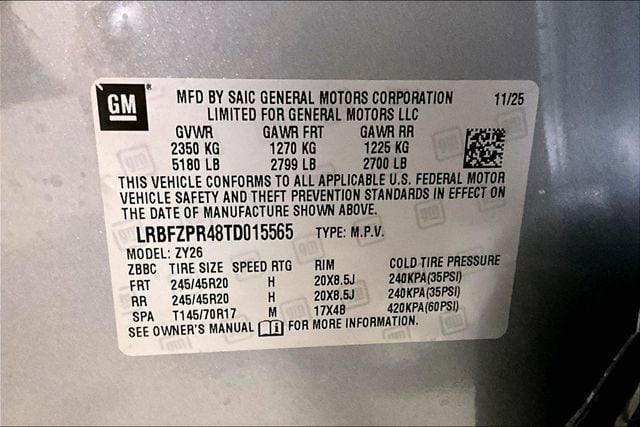 GM
MFD BY SAIC GENERAL MOTORS CORPORATION 11/25
LIMITED FOR GENERAL MOTORS LLC
GVWR GAWR FRT GAWR RR
2350 KG 1270 KG 1225 KG
5180 LB 2799 LB 2700 LB
THIS VEHICLE CONFORMS TO ALL APPLICABLE U.S. FEDERAL MOTOR
VEHICLE SAFETY AND THEFT PREVENTION STANDARDS IN EFFECT ON
THE DATE OF MANUFACTURE SHOWN ABOVE.
LRBFZPR48TD015565 TYPE: M.P.V.
MODEL: ZY26
ZBBC TIRE SIZE SPEED RTG RIM COLD TIRE PRESSURE
FRT 245/45R20 H 20X8.5J 240KPA(35PSI)
RR 245/45R20 H 20X8.5J 240KPA(35PSI)
SPA T145/70R17 M 17X4B 420KPA(60PSI)
SEE OWNER'S MANUAL FOR MORE INFORMATION.